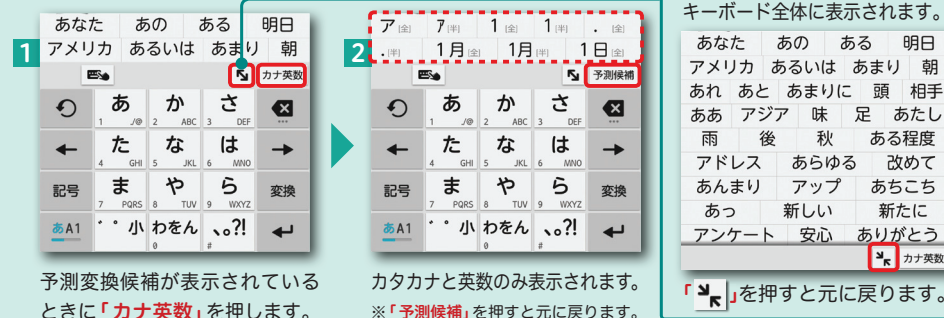 1
あなた あの ある 明日
アメリカ あるいは あまり 朝
カナ英数
あ 1 ./@
か 2 ABC
さ 3 DEF
た 4 GHI
な 5 JKL
は 6 MNO
記号
ま 7 PQRS
や 8 TUV
ら 9 WXYZ
変換
あA1
゛゜小
わをん 0
、。?! #
予測変換候補が表示されている
ときに「カナ英数」を押します。
2
ア[全] ｱ[半] １[全] 1[半] ．[全]
.[半] １月[全] 1月[半] １日[全]
予測候補
あ 1 ./@
か 2 ABC
さ 3 DEF
た 4 GHI
な 5 JKL
は 6 MNO
記号
ま 7 PQRS
や 8 TUV
ら 9 WXYZ
変換
あA1
゛゜小
わをん 0
、。?! #
カタカナと英数のみ表示されます。
※「予測候補」を押すと元に戻ります。
キーボード全体に表示されます。
あなた あの ある 明日
アメリカ あるいは あまり 朝
あれ あと あまりに 頭 相手
ああ アジア 味 足 あたし
雨 後 秋 ある程度
アドレス あらゆる 改めて
あんまり アップ あちこち
あっ 新しい 新たに
アンケート 安心 ありがとう
カナ英数
「 」を押すと元に戻ります。